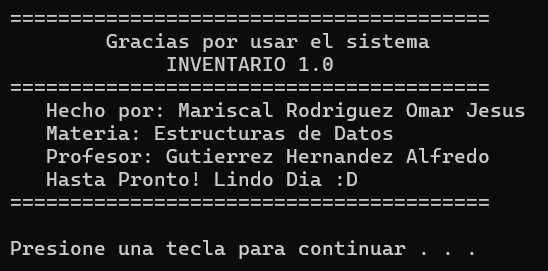 ========================================
Gracias por usar el sistema
INVENTARIO 1.0
========================================
Hecho por: Mariscal Rodriguez Omar Jesus
Materia: Estructuras de Datos
Profesor: Gutierrez Hernandez Alfredo
Hasta Pronto! Lindo Dia :D
========================================
Presione una tecla para continuar . . .